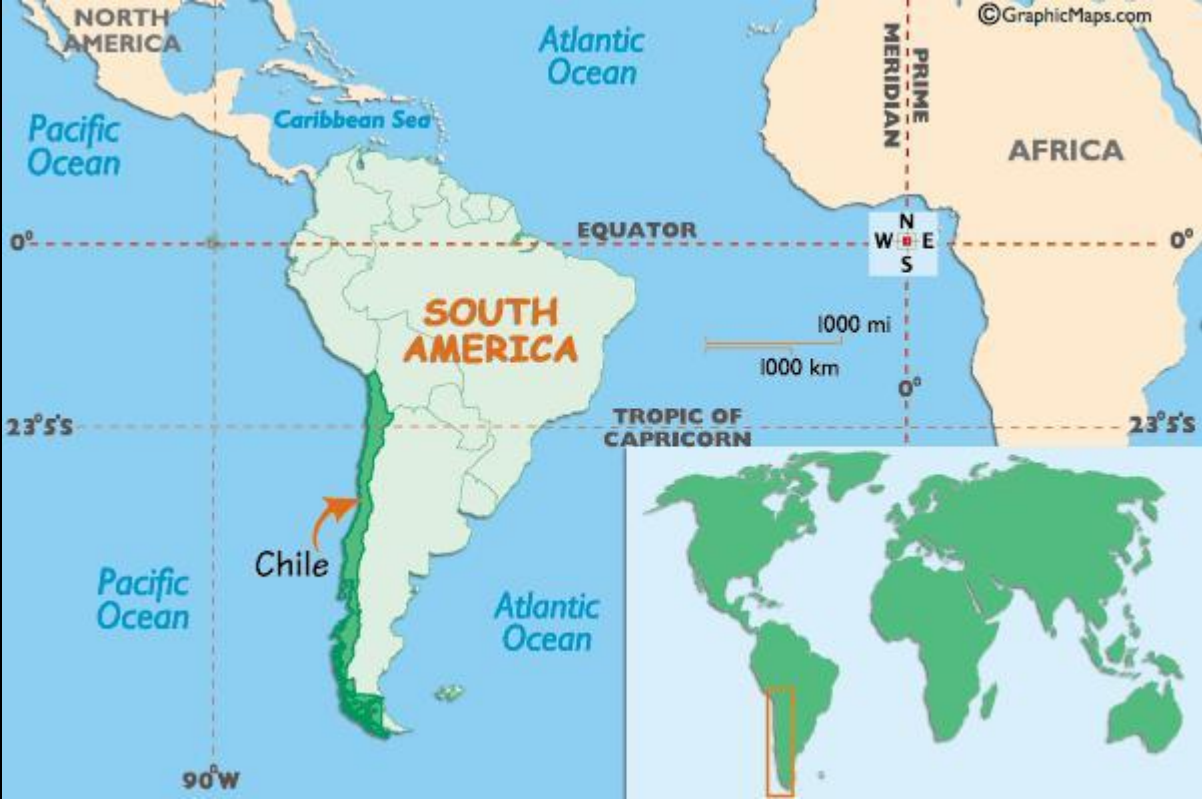 NORTH
AMERICA
©GraphicMaps.com
Atlantic
Ocean
PRIME
MERIDIAN
Pacific
Ocean
Caribbean Sea
AFRICA
EQUATOR
0°
0°
N
W E
S
SOUTH
AMERICA
1000 mi
1000 km
0°
TROPIC OF
CAPRICORN
23°5'S
23°5'S
Chile
Pacific
Ocean
Atlantic
Ocean
90°W